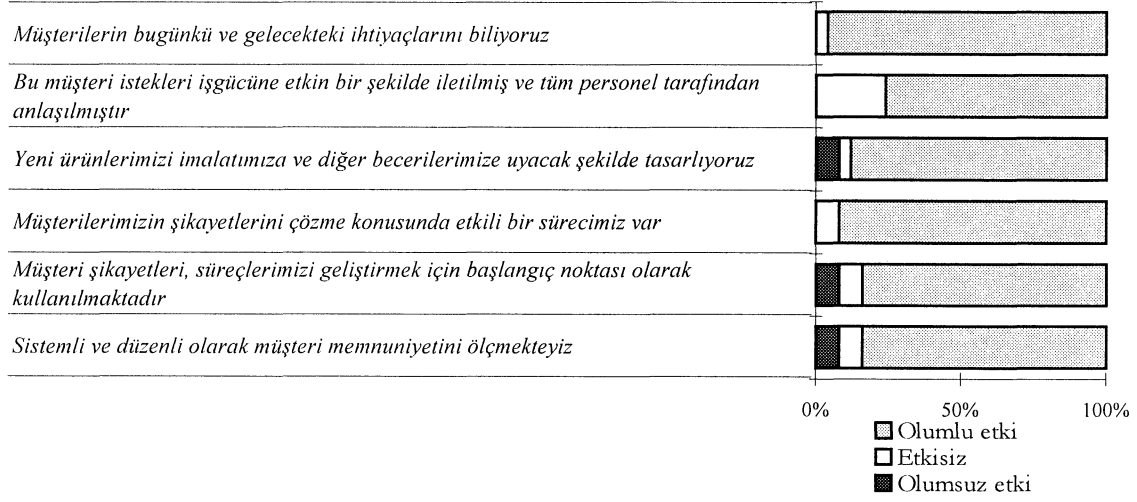 Müşterilerin bugünkü ve gelecekteki ihtiyaçlarını biliyoruz
Bu müşteri istekleri işgücüne etkin bir şekilde iletilmiş ve tüm personel tarafından
anlaşılmıştır
Yeni ürünlerimizi imalatımıza ve diğer becerilerimize uyacak şekilde tasarlıyoruz
Müşterilerimizin şikayetlerini çözme konusunda etkili bir sürecimiz var
Müşteri şikayetleri, süreçlerimizi geliştirmek için başlangıç noktası olarak
kullanılmaktadır
Sistemli ve düzenli olarak müşteri memnuniyetini ölçmekteyiz
0% 50% 100%
Olumlu etki
Etkisiz
Olumsuz etki